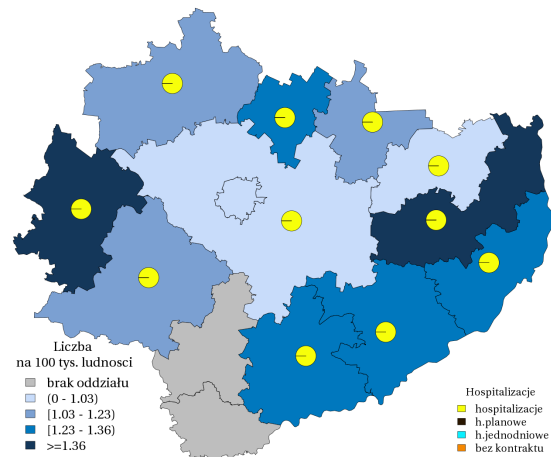 Liczba
na 100 tys. ludnosci
brak oddziału
(0 - 1.03)
[1.03 - 1.23)
[1.23 - 1.36)
>=1.36
Hospitalizacje
hospitalizacje
h.planowe
h.jednodniowe
bez kontraktu